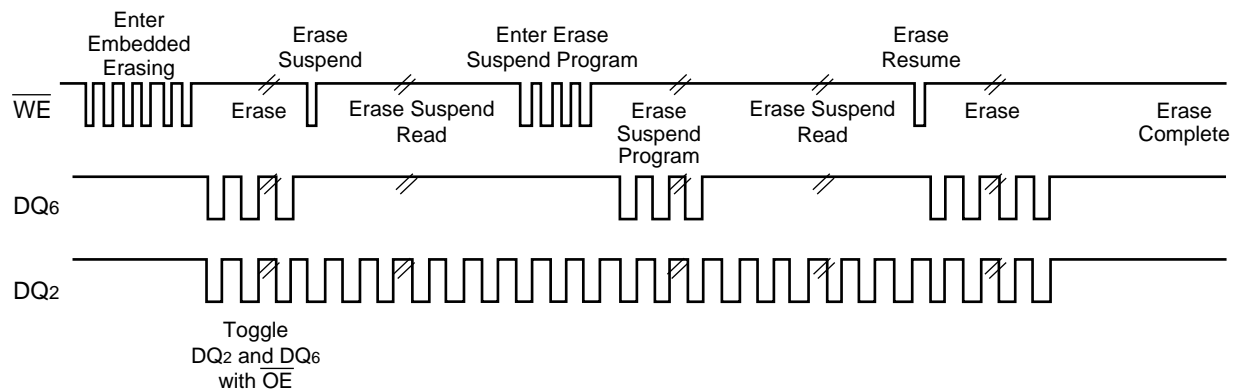 Enter
Embedded
Erasing
Erase
Suspend
Enter Erase
Suspend Program
Erase
Resume
WE
Erase
Erase Suspend
Read
Erase
Suspend
Program
Erase Suspend
Read
Erase
Erase
Complete
DQ6
DQ2
Toggle
DQ2 and DQ6
with OE